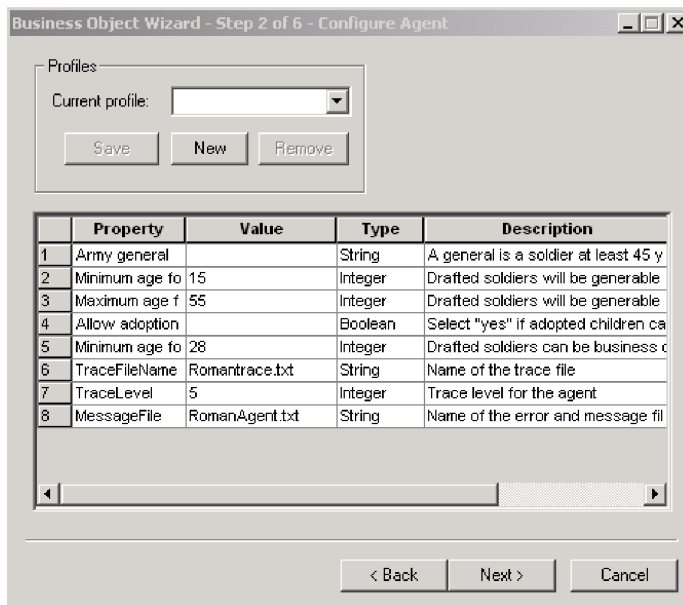 Business Object Wizard - Step 2 of 6 - Configure Agent
Profiles
Current profile:
Save New Remove
Property Value Type Description
1 Army general String A general is a soldier at least 45 y
2 Minimum age fo 15 Integer Drafted soldiers will be generable
3 Maximum age f 55 Integer Drafted soldiers will be generable
4 Allow adoption Boolean Select "yes" if adopted children ca
5 Minimum age fo 28 Integer Drafted soldiers can be business o
6 TraceFileName Romantrace.txt String Name of the trace file
7 TraceLevel 5 Integer Trace level for the agent
8 MessageFile RomanAgent.txt String Name of the error and message fil
< Back Next > Cancel